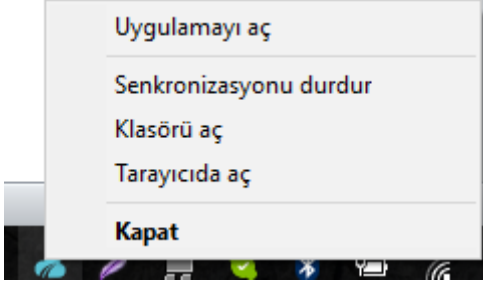 Uygulamayı aç
Senkronizasyonu durdur
Klasörü aç
Tarayıcıda aç
Kapat